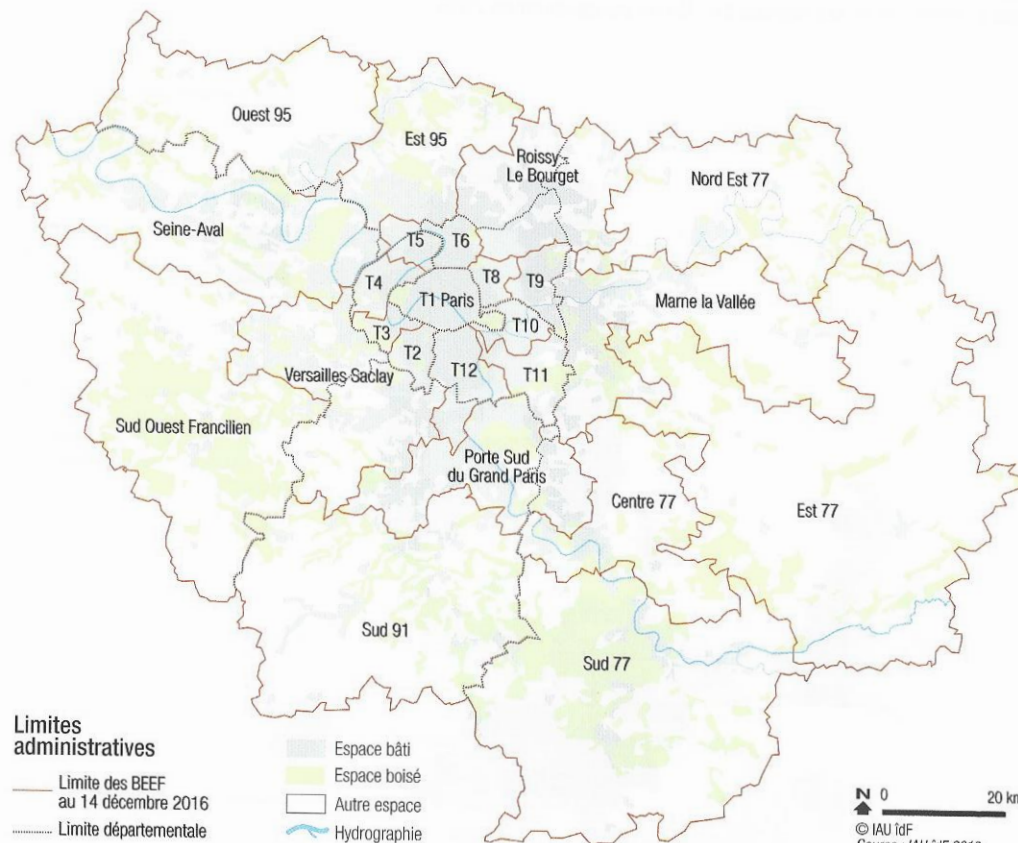 Ouest 95
Est 95
Roissy -
Le Bourget
Nord Est 77
Seine-Aval
T5
T6
T4
T8
T9
T1 Paris
Marne la Vallée
T10
T3
T2
T12
T11
Versailles Saclay
Sud Ouest Francilien
Porte Sud
du Grand Paris
Centre 77
Est 77
Sud 91
Sud 77
Limites
administratives
Limite des BEEF
au 14 décembre 2016
Limite départementale
Espace bâti
Espace boisé
Autre espace
Hydrographie
N 0 20 km
© IAU îdF